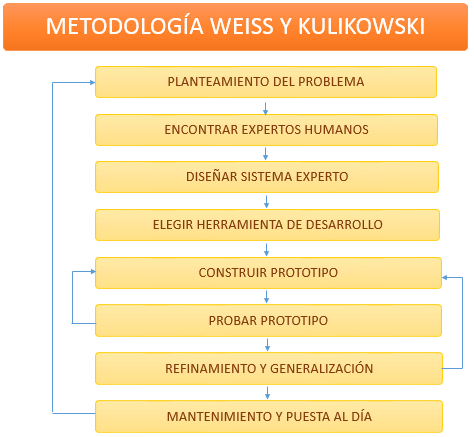 METODOLOGÍA WEISS Y KULIKOWSKI
PLANTEAMIENTO DEL PROBLEMA
ENCONTRAR EXPERTOS HUMANOS
DISEÑAR SISTEMA EXPERTO
ELEGIR HERRAMIENTA DE DESARROLLO
CONSTRUIR PROTOTIPO
PROBAR PROTOTIPO
REFINAMIENTO Y GENERALIZACIÓN
MANTENIMIENTO Y PUESTA AL DÍA